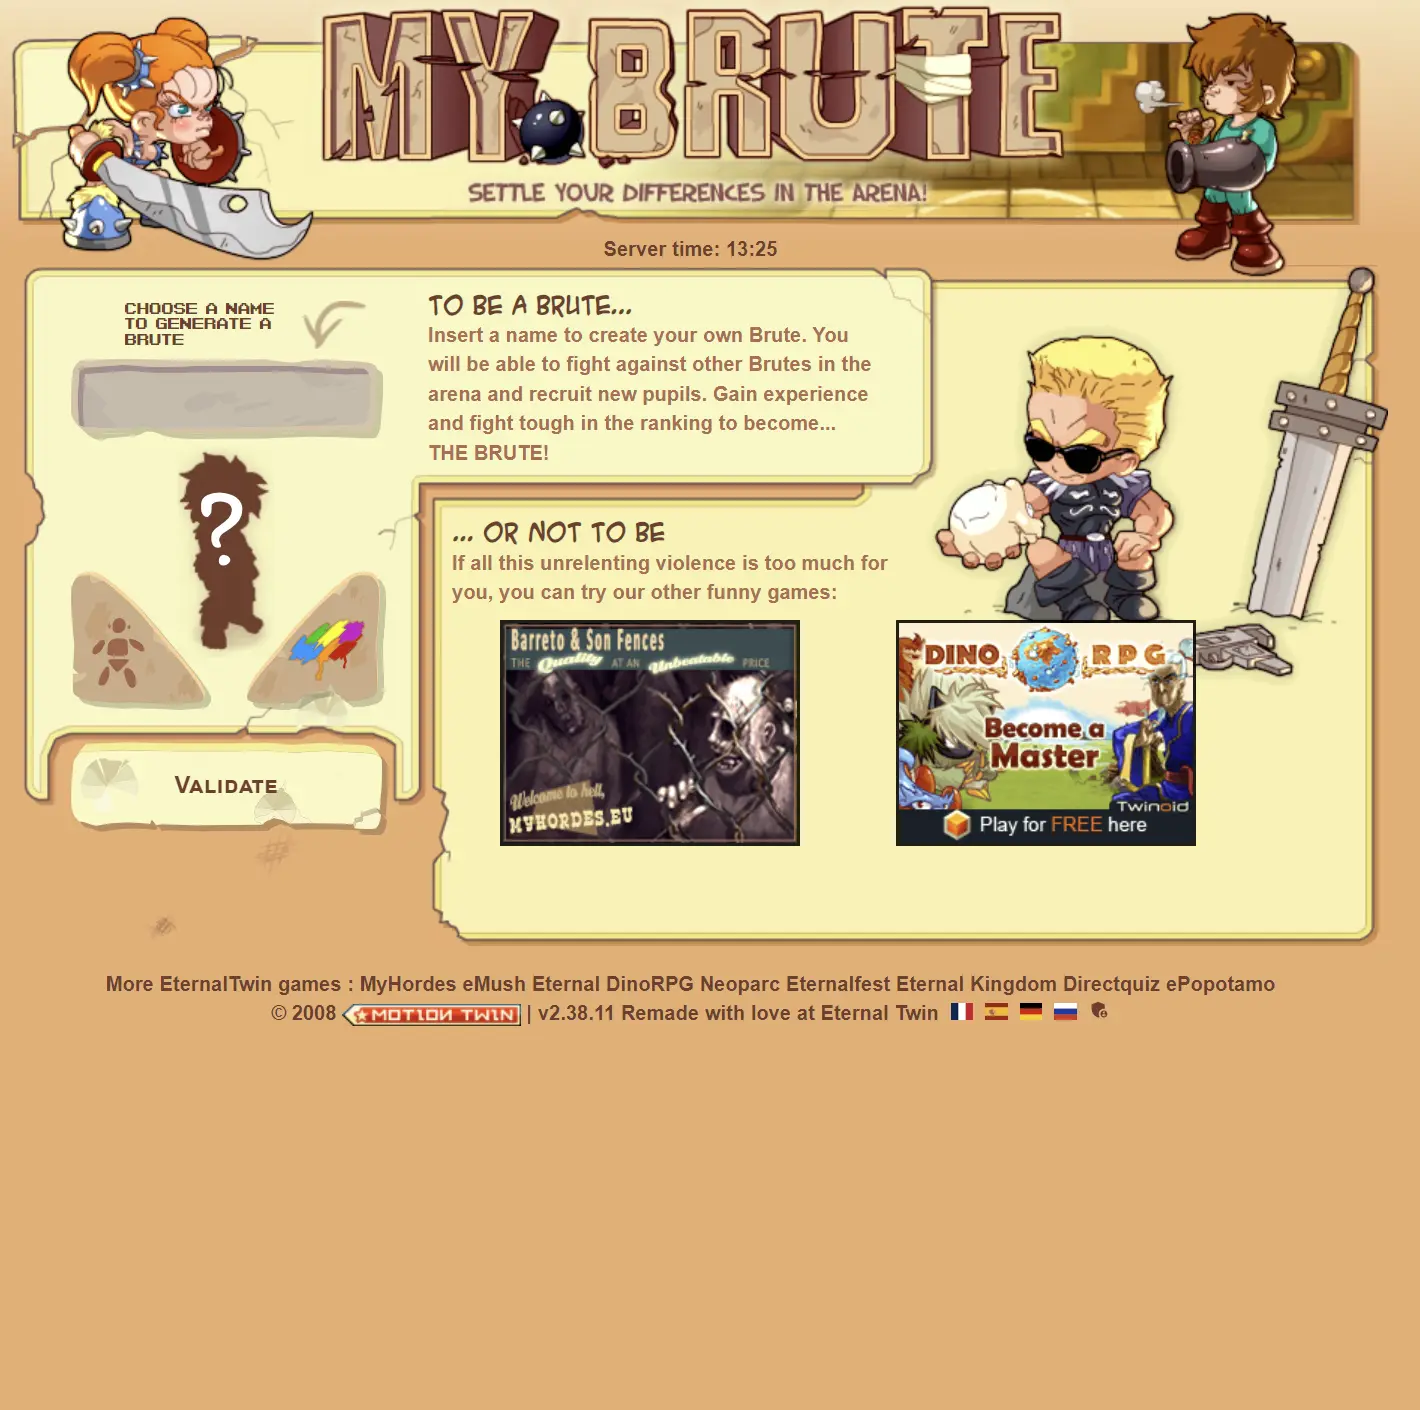 MY BRUTE
SETTLE YOUR DIFFERENCES IN THE ARENA!
Server time: 13:25
CHOOSE A NAME
TO GENERATE A
BRUTE
?
VALIDATE
TO BE A BRUTE...
Insert a name to create your own Brute. You
will be able to fight against other Brutes in the
arena and recruit new pupils. Gain experience
and fight tough in the ranking to become...
THE BRUTE!
... OR NOT TO BE
If all this unrelenting violence is too much for
you, you can try our other funny games:
Barreto & Son Fences
THE Quality AT AN Unbeatable PRICE
Welcome to hell,
MYHORDES.EU
DINO RPG
Become a
Master
Twinoid
Play for FREE here
More EternalTwin games : MyHordes eMush Eternal DinoRPG Neoparc Eternalfest Eternal Kingdom Directquiz ePopotamo
© 2008 MOTION TWIN | v2.38.11 Remade with love at Eternal Twin